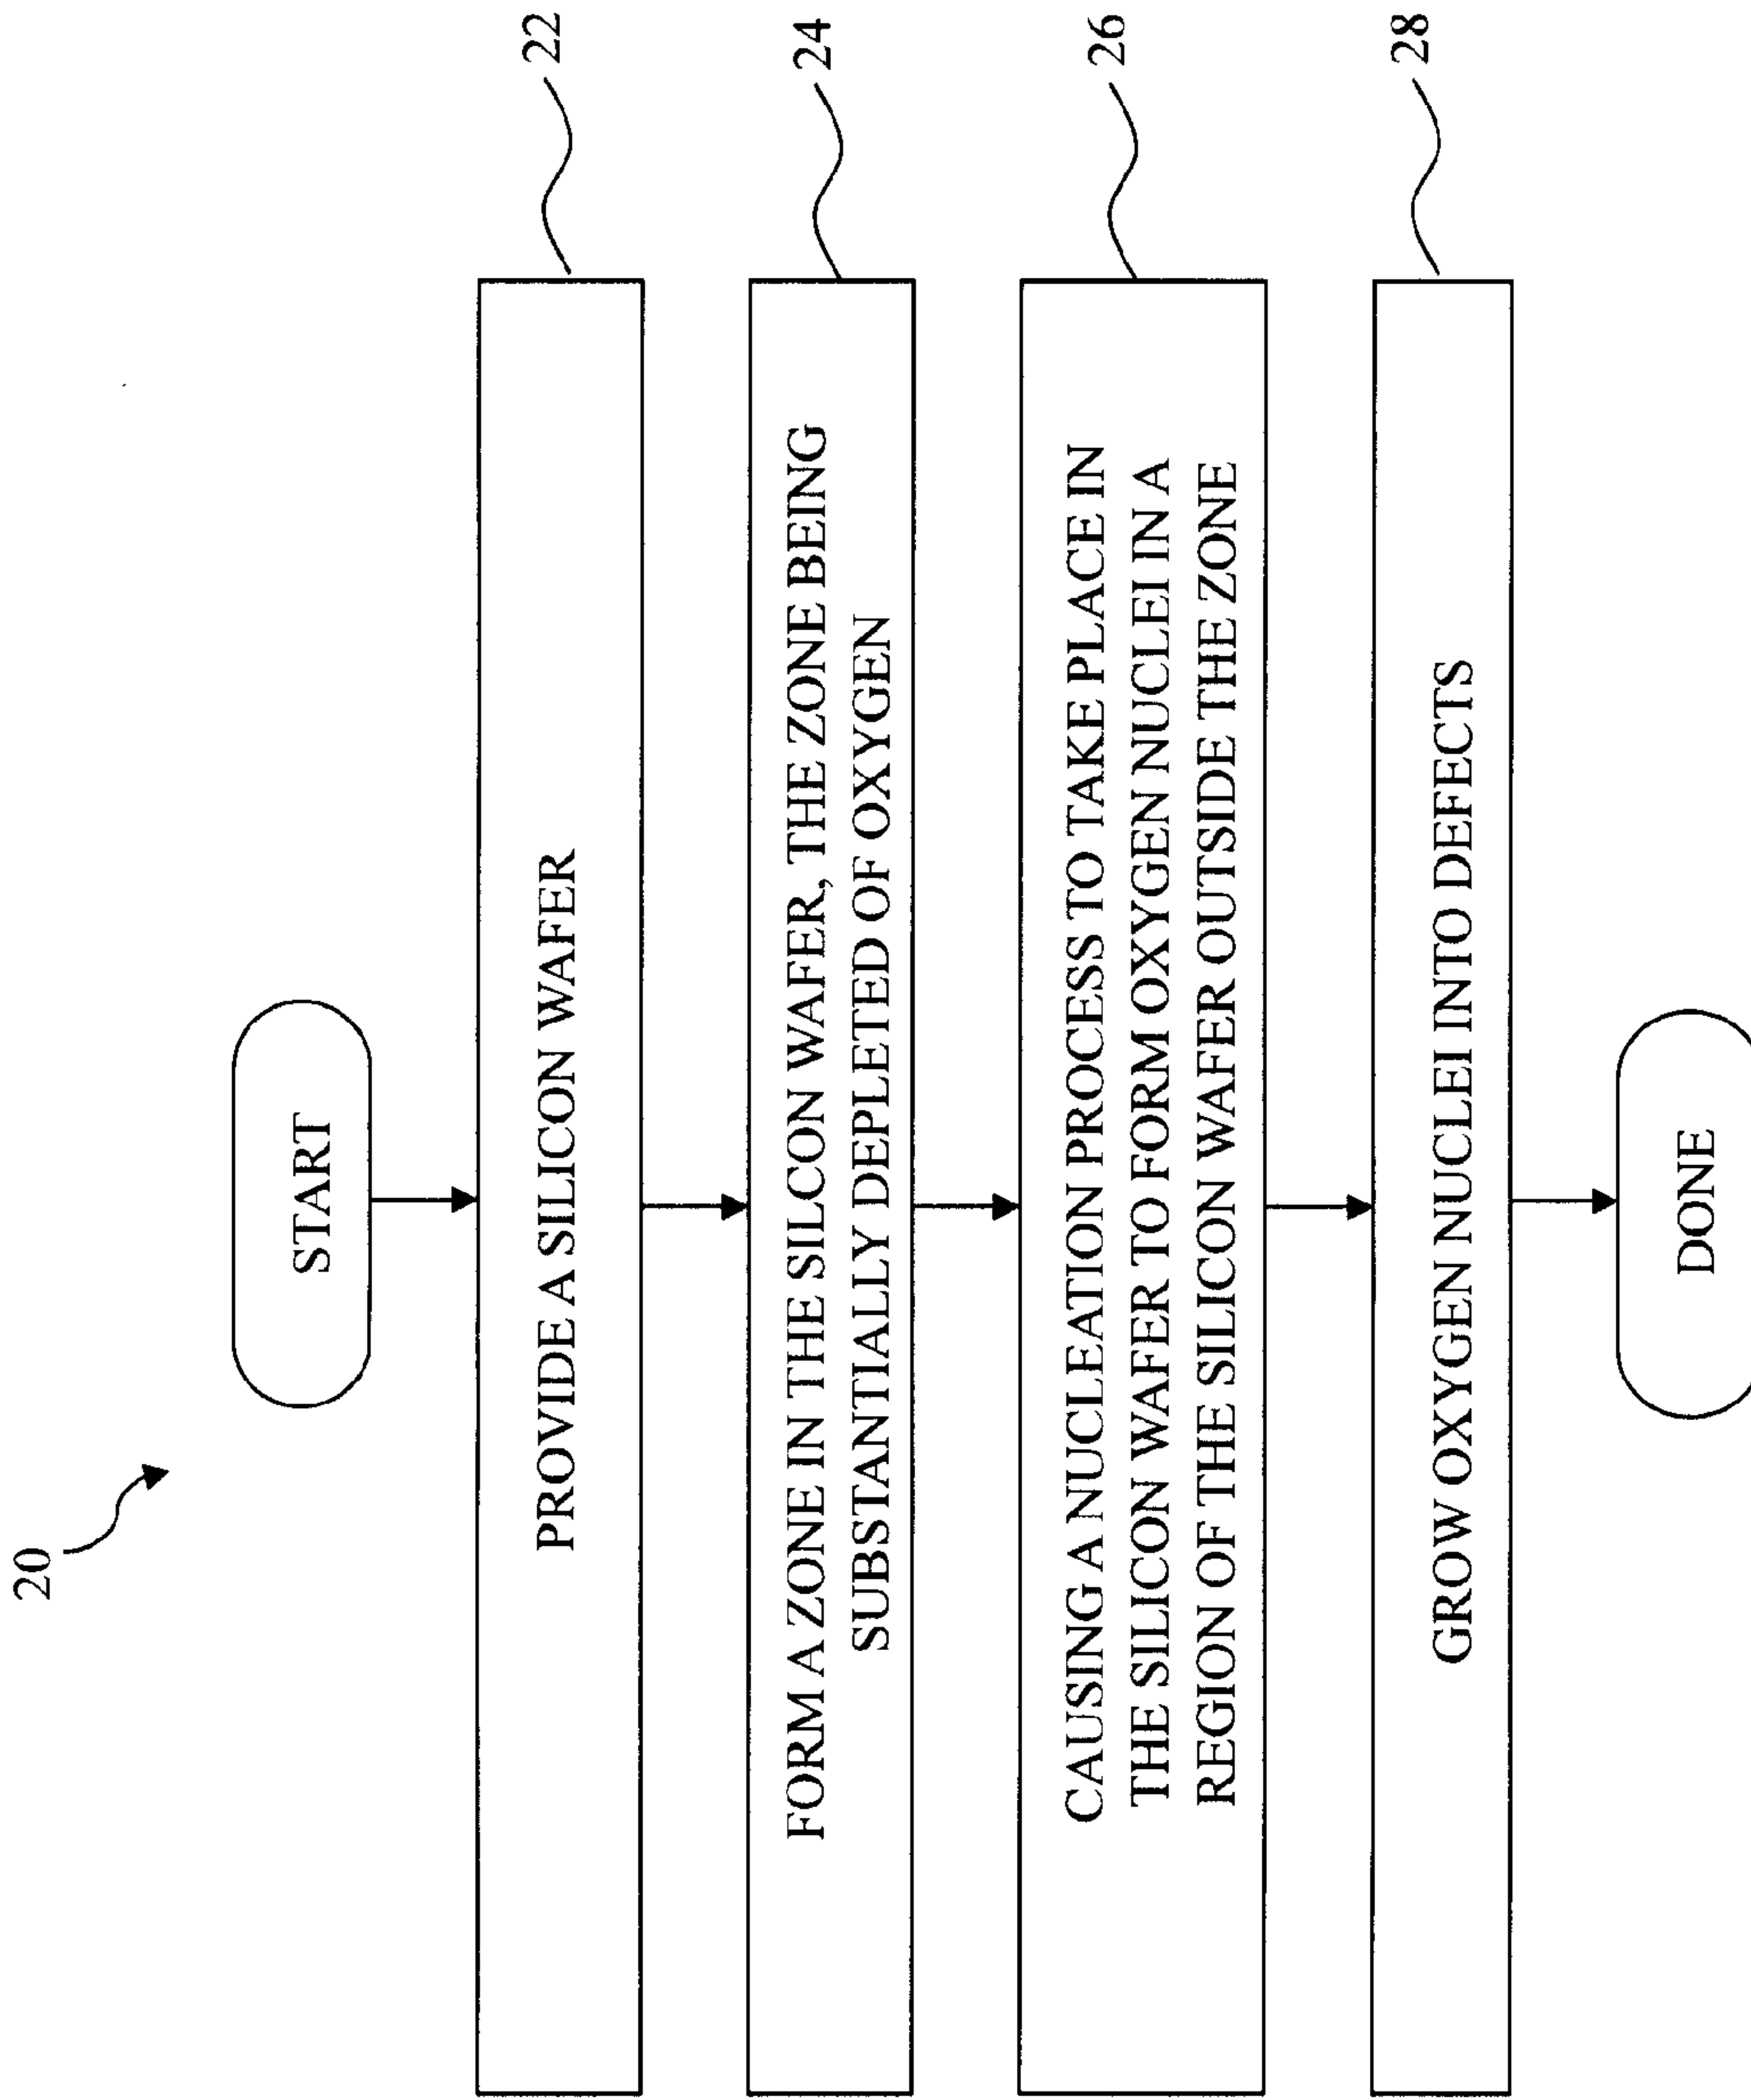 20
START
PROVIDE A SILICON WAFER
22
FORM A ZONE IN THE SILCON WAFER, THE ZONE BEING
SUBSTANTIALLY DEPLETED OF OXYGEN
24
CAUSING A NUCLEATION PROCESS TO TAKE PLACE IN
THE SILICON WAFER TO FORM OXYGEN NUCLEI IN A
REGION OF THE SILICON WAFER OUTSIDE THE ZONE
26
GROW OXYGEN NUCLEI INTO DEFECTS
28
DONE